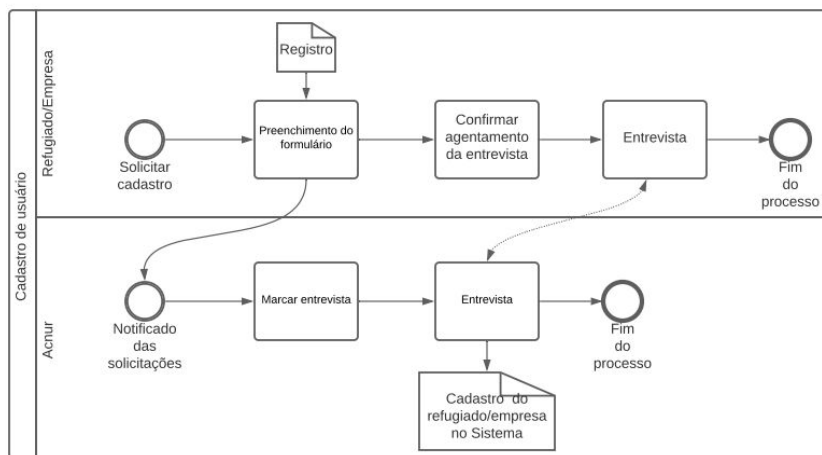 Cadastro de usuário
Refugiado/Empresa
Registro
Solicitar
cadastro
Preenchimento do
formulário
Confirmar
agentamento
da entrevista
Entrevista
Fim
do
processo
Acnur
Notificado
das
solicitações
Marcar entrevista
Entrevista
Fim
do
processo
Cadastro do
refugiado/empresa
no Sistema